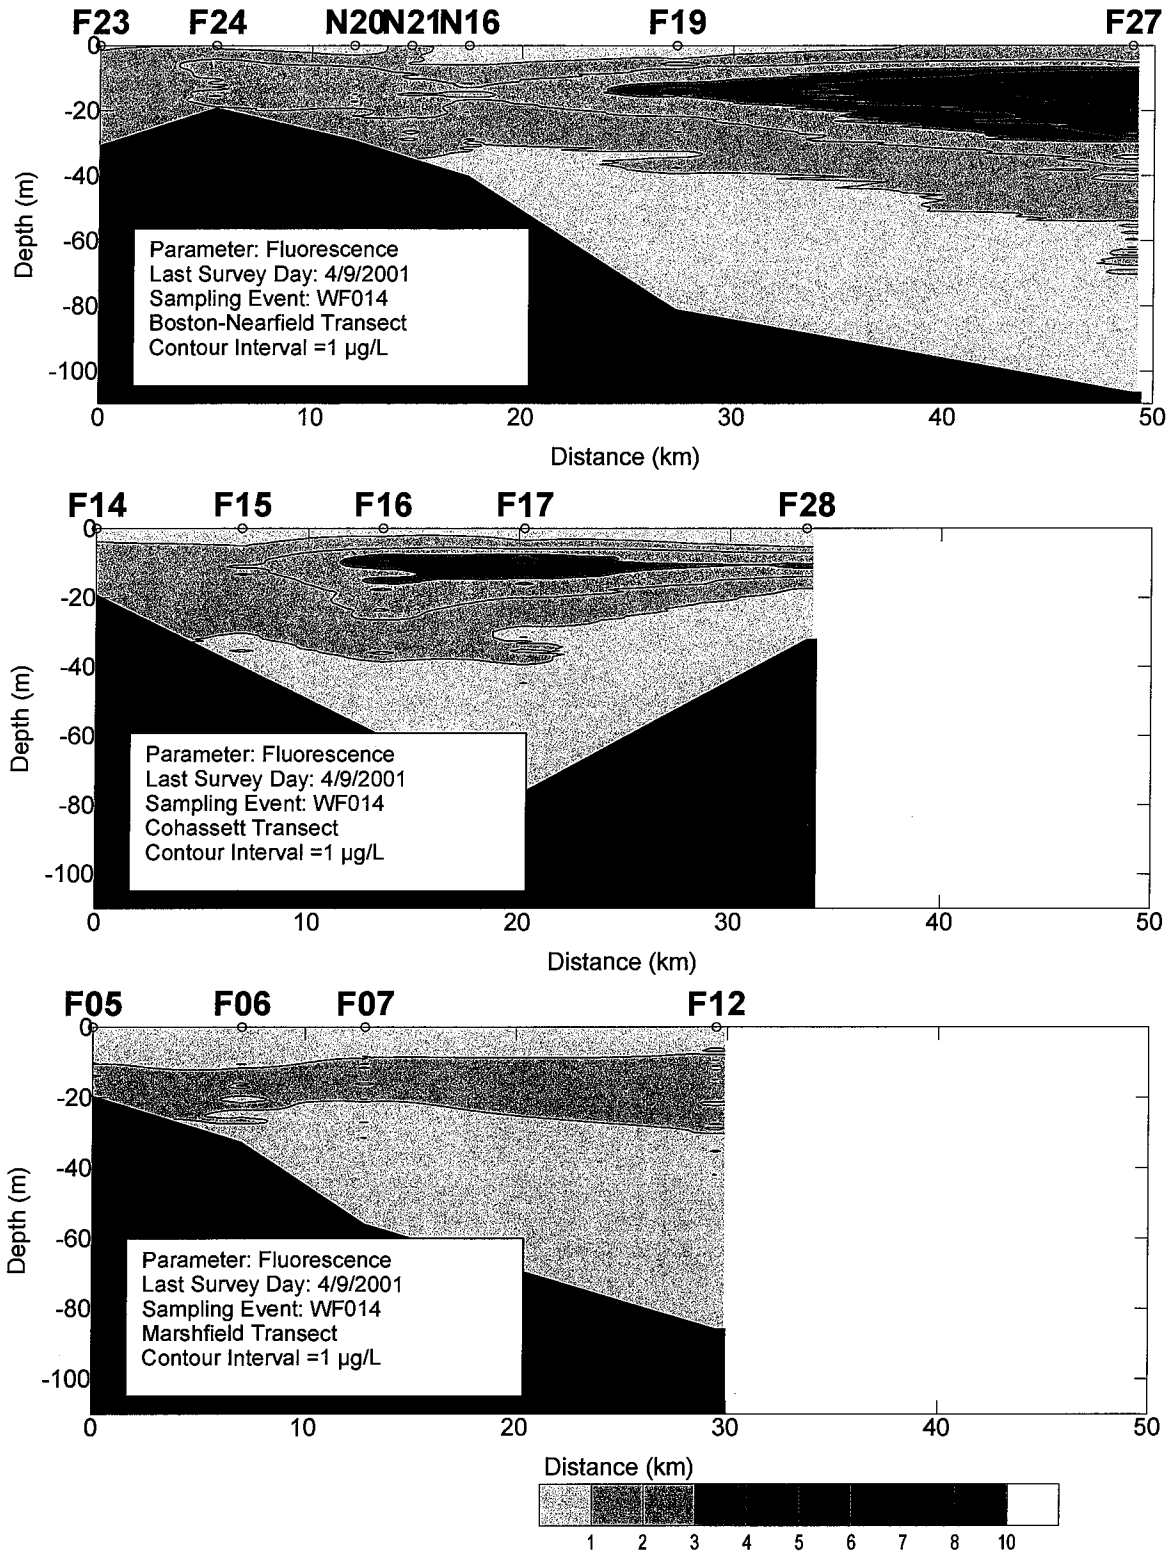 F23 F24 N20 N21 N16 F19 F27
0
-20
-40
-60
-80
-100
Depth (m)
Parameter: Fluorescence
Last Survey Day: 4/9/2001
Sampling Event: WF014
Boston-Nearfield Transect
Contour Interval =1 µg/L
0 10 20 30 40 50
Distance (km)
F14 F15 F16 F17 F28
0
-20
-40
-60
-80
-100
Depth (m)
Parameter: Fluorescence
Last Survey Day: 4/9/2001
Sampling Event: WF014
Cohassett Transect
Contour Interval =1 µg/L
0 10 20 30 40 50
Distance (km)
F05 F06 F07 F12
0
-20
-40
-60
-80
-100
Depth (m)
Parameter: Fluorescence
Last Survey Day: 4/9/2001
Sampling Event: WF014
Marshfield Transect
Contour Interval =1 µg/L
0 10 20 30 40 50
Distance (km)
1 2 3 4 5 6 7 8 10